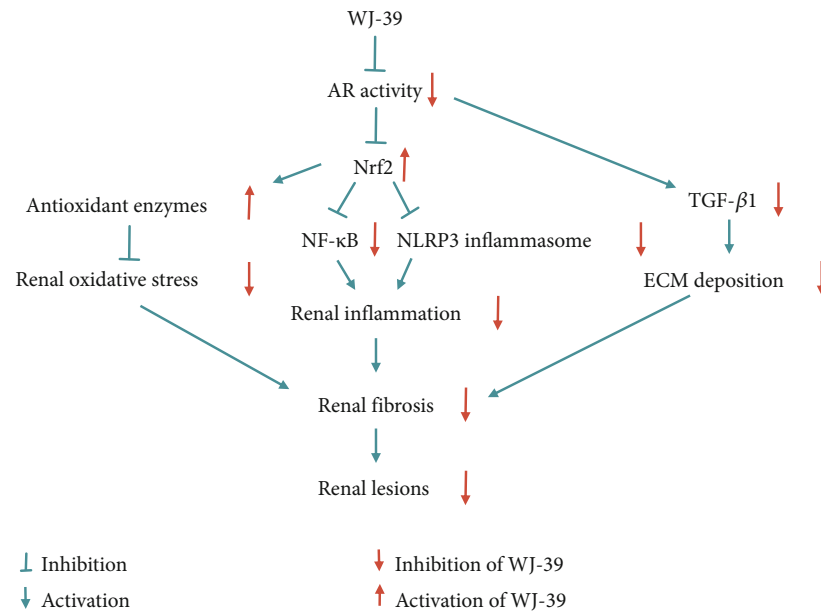 WJ-39
AR activity
Nrf2
Antioxidant enzymes
TGF-β1
NF-κB
NLRP3 inflammasome
Renal oxidative stress
ECM deposition
Renal inflammation
Renal fibrosis
Renal lesions
Inhibition
Inhibition of WJ-39
Activation
Activation of WJ-39